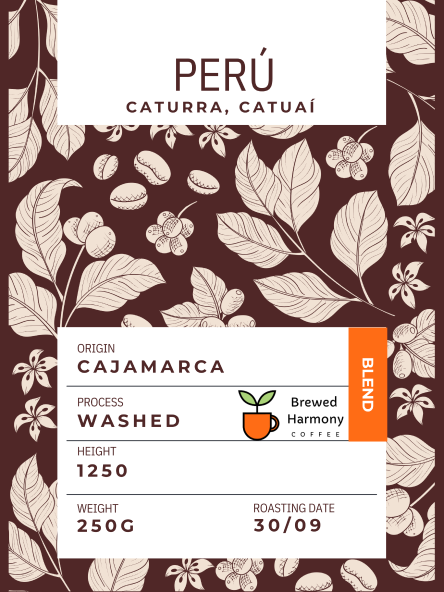 PERÚ
CATURRA, CATUAÍ
ORIGIN
CAJAMARCA
BLEND
PROCESS
WASHED
Brewed
Harmony
COFFEE
HEIGHT
1250
WEIGHT
250G
ROASTING DATE
30/09